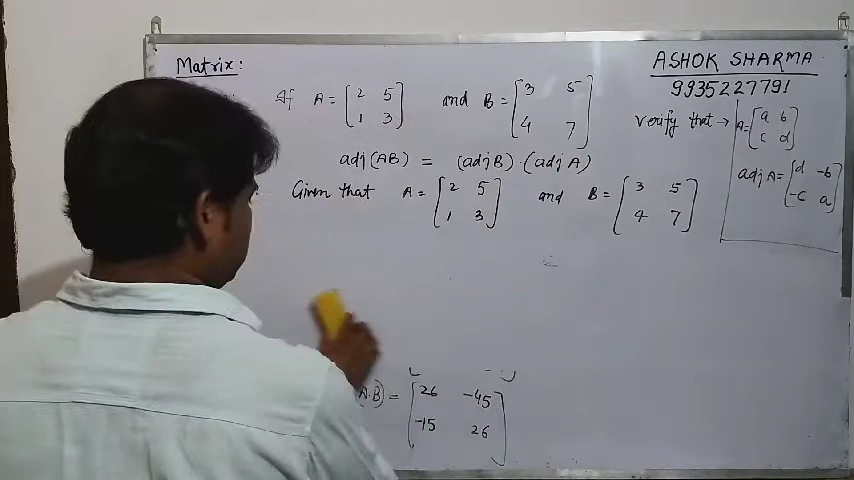 Matrix:
ASHOK SHARMA
9935227791
If A = [2 5 and B = [3 5 verify that →
1 3] 4 7]
adj(AB) = (adj B)·(adj A)
A = [a b
c d]
adj A = [d -b
-c a]
Given that A = [2 5 and B = [3 5
1 3] 4 7]
A·B) = [26 -45
-15 26]